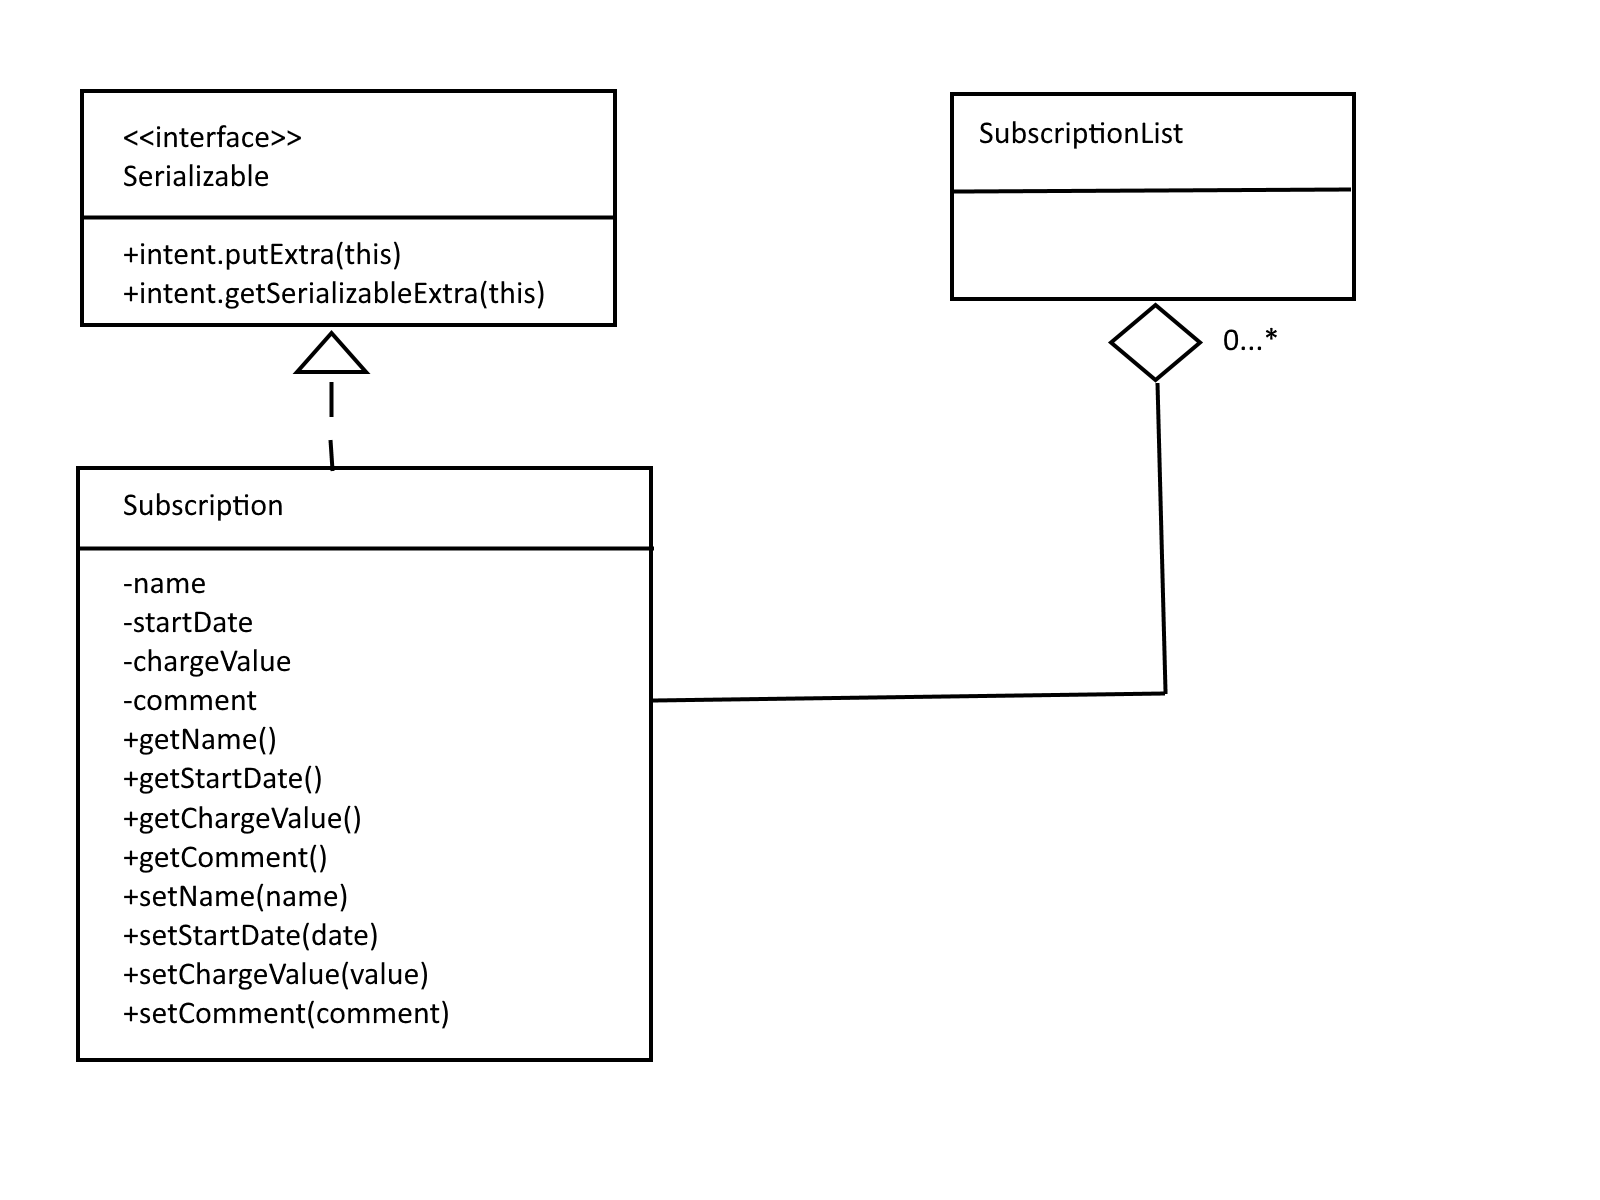 <<interface>>
Serializable
+intent.putExtra(this)
+intent.getSerializableExtra(this)
SubscriptionList
0...*
Subscription
-name
-startDate
-chargeValue
-comment
+getName()
+getStartDate()
+getChargeValue()
+getComment()
+setName(name)
+setStartDate(date)
+setChargeValue(value)
+setComment(comment)